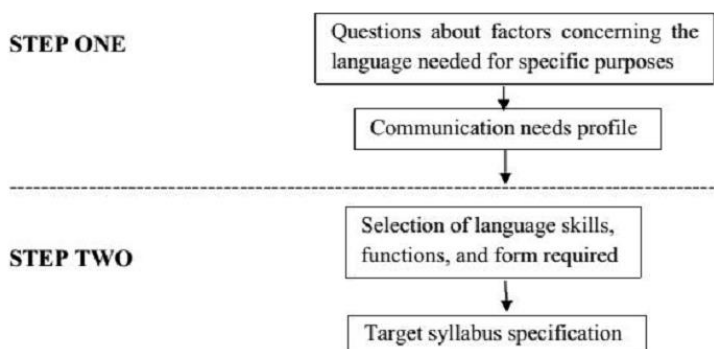 STEP ONE
Questions about factors concerning the
language needed for specific purposes
Communication needs profile
STEP TWO
Selection of language skills,
functions, and form required
Target syllabus specification